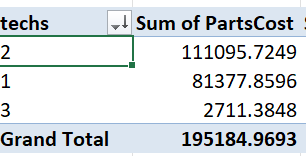 techs Sum of PartsCost
2 111095.7249
1 81377.8596
3 2711.3848
Grand Total 195184.9693